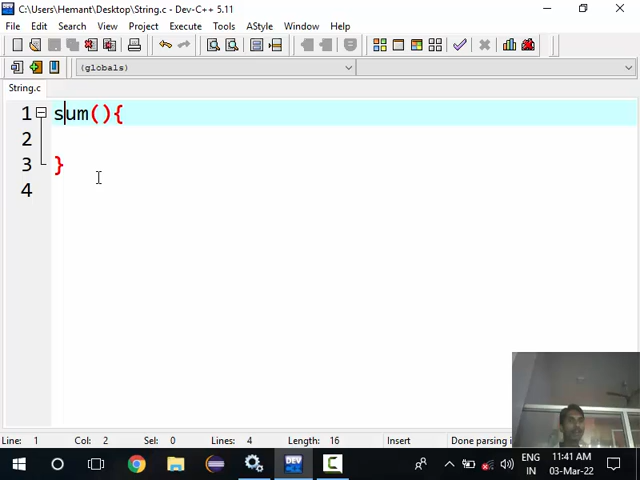 C:\Users\Hemant\Desktop\String.c - Dev-C++ 5.11
File Edit Search View Project Execute Tools AStyle Window Help
(globals)
String.c
1 sum(){
2
3 }
4
Line: 1 Col: 2 Sel: 0 Lines: 4 Length: 16 Insert Done parsing i
ENG 11:41 AM
IN 03-Mar-22